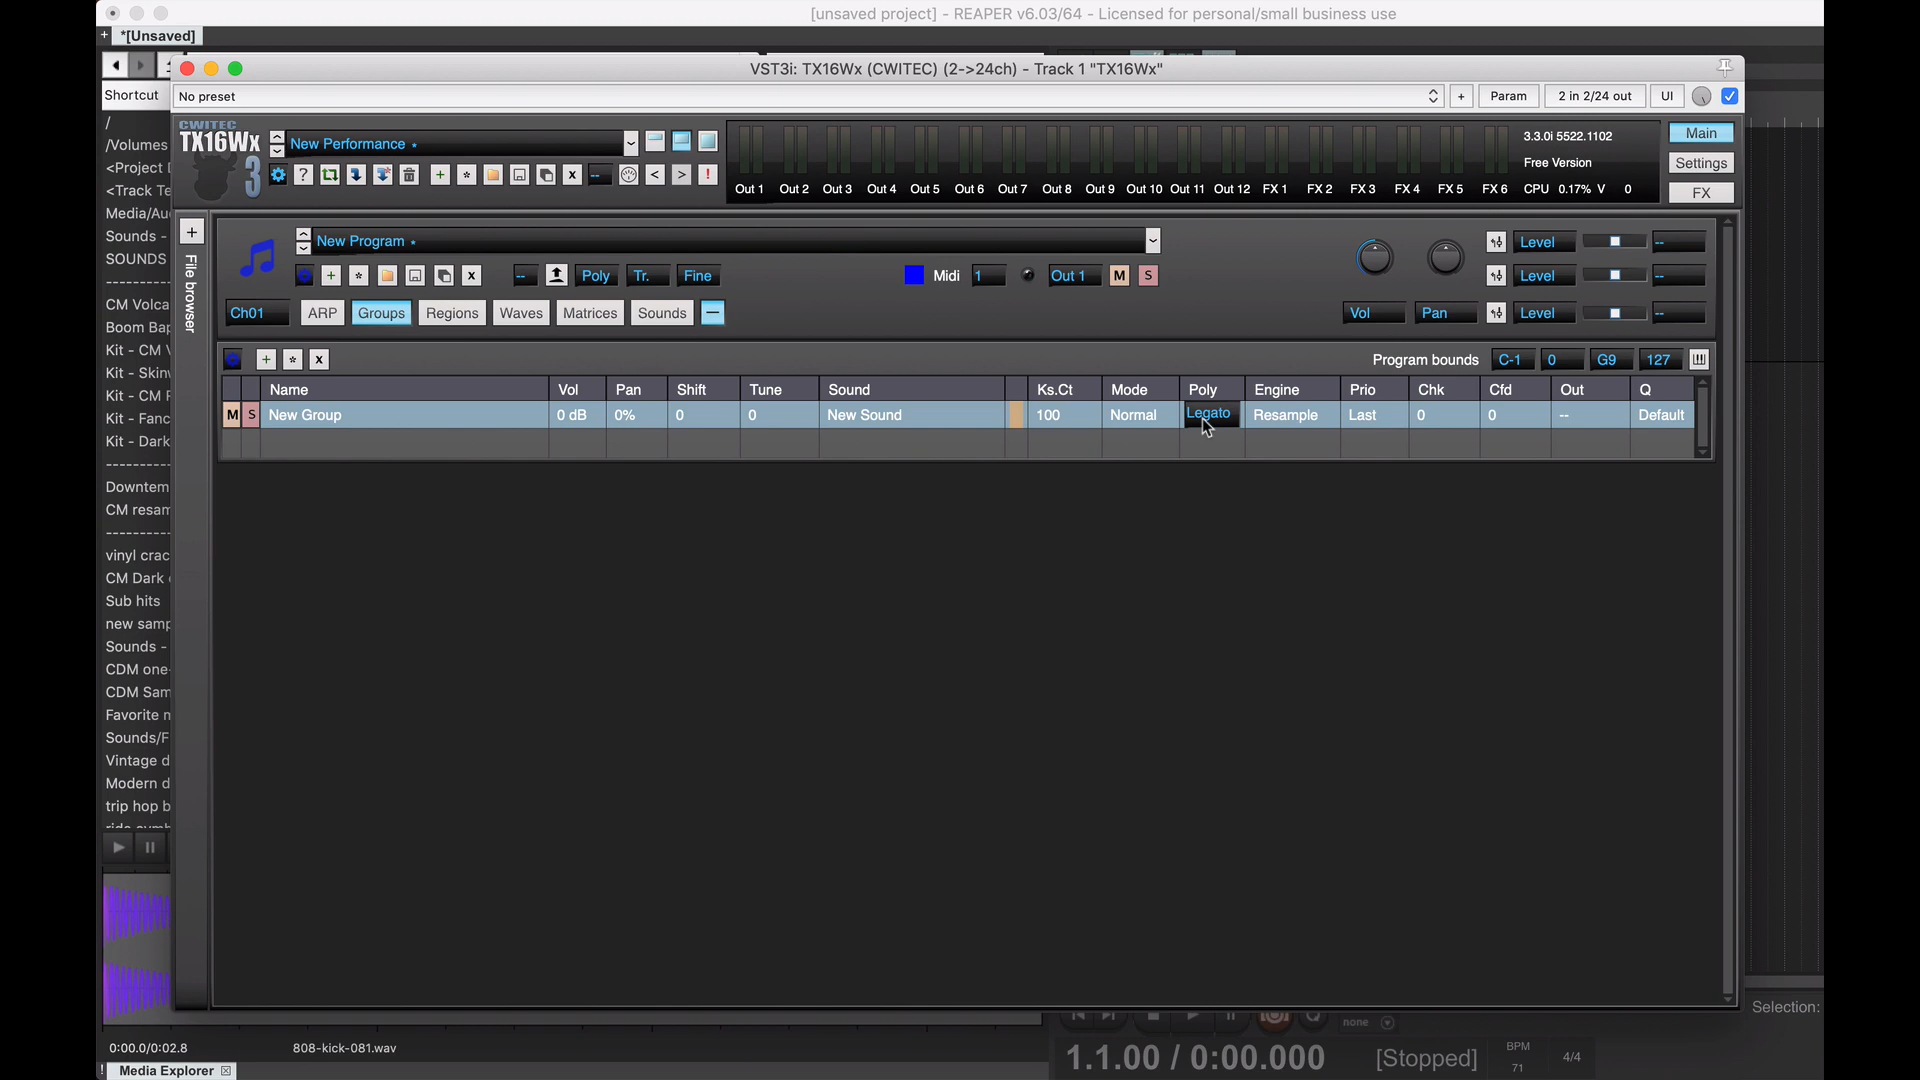 [unsaved project] - REAPER v6.03/64 - Licensed for personal/small business use
+ *[Unsaved]
VST3i: TX16Wx (CWITEC) (2->24ch) - Track 1 "TX16Wx"
Shortcut
No preset
+ Param 2 in 2/24 out UI
CWITEC
TX16Wx
3
New Performance *
? + * x -- < > !
Out 1 Out 2 Out 3 Out 4 Out 5 Out 6 Out 7 Out 8 Out 9 Out 10 Out 11 Out 12 FX 1 FX 2 FX 3 FX 4 FX 5 FX 6
3.3.0i 5522.1102
Free Version
CPU 0.17% V 0
Main
Settings
FX
+
File browser
New Program *
+ * x -- Poly Tr. Fine
Midi 1 Out 1 M S
Level --
Level --
Ch01 ARP Groups Regions Waves Matrices Sounds —
Vol Pan Level --
+ * x
Program bounds C-1 0 G9 127
Name Vol Pan Shift Tune Sound Ks.Ct Mode Poly Engine Prio Chk Cfd Out Q
M S New Group 0 dB 0% 0 0 New Sound 100 Normal Legato Resample Last 0 0 -- Default
/
/Volumes
<Project
<Track Te
Media/Au
Sounds -
SOUNDS
CM Volca
Boom Bap
Kit - CM
Kit - Skin
Kit - CM
Kit - Fanc
Kit - Dark
Downtem
CM resam
vinyl crac
CM Dark
Sub hits
new samp
Sounds -
CDM one-
CDM Sam
Favorite
Sounds/F
Vintage d
Modern d
trip hop b
Selection:
none
0:00.0/0:02.8
808-kick-081.wav
1.1.00 / 0:00.000
[Stopped]
BPM
71
4/4
! Media Explorer